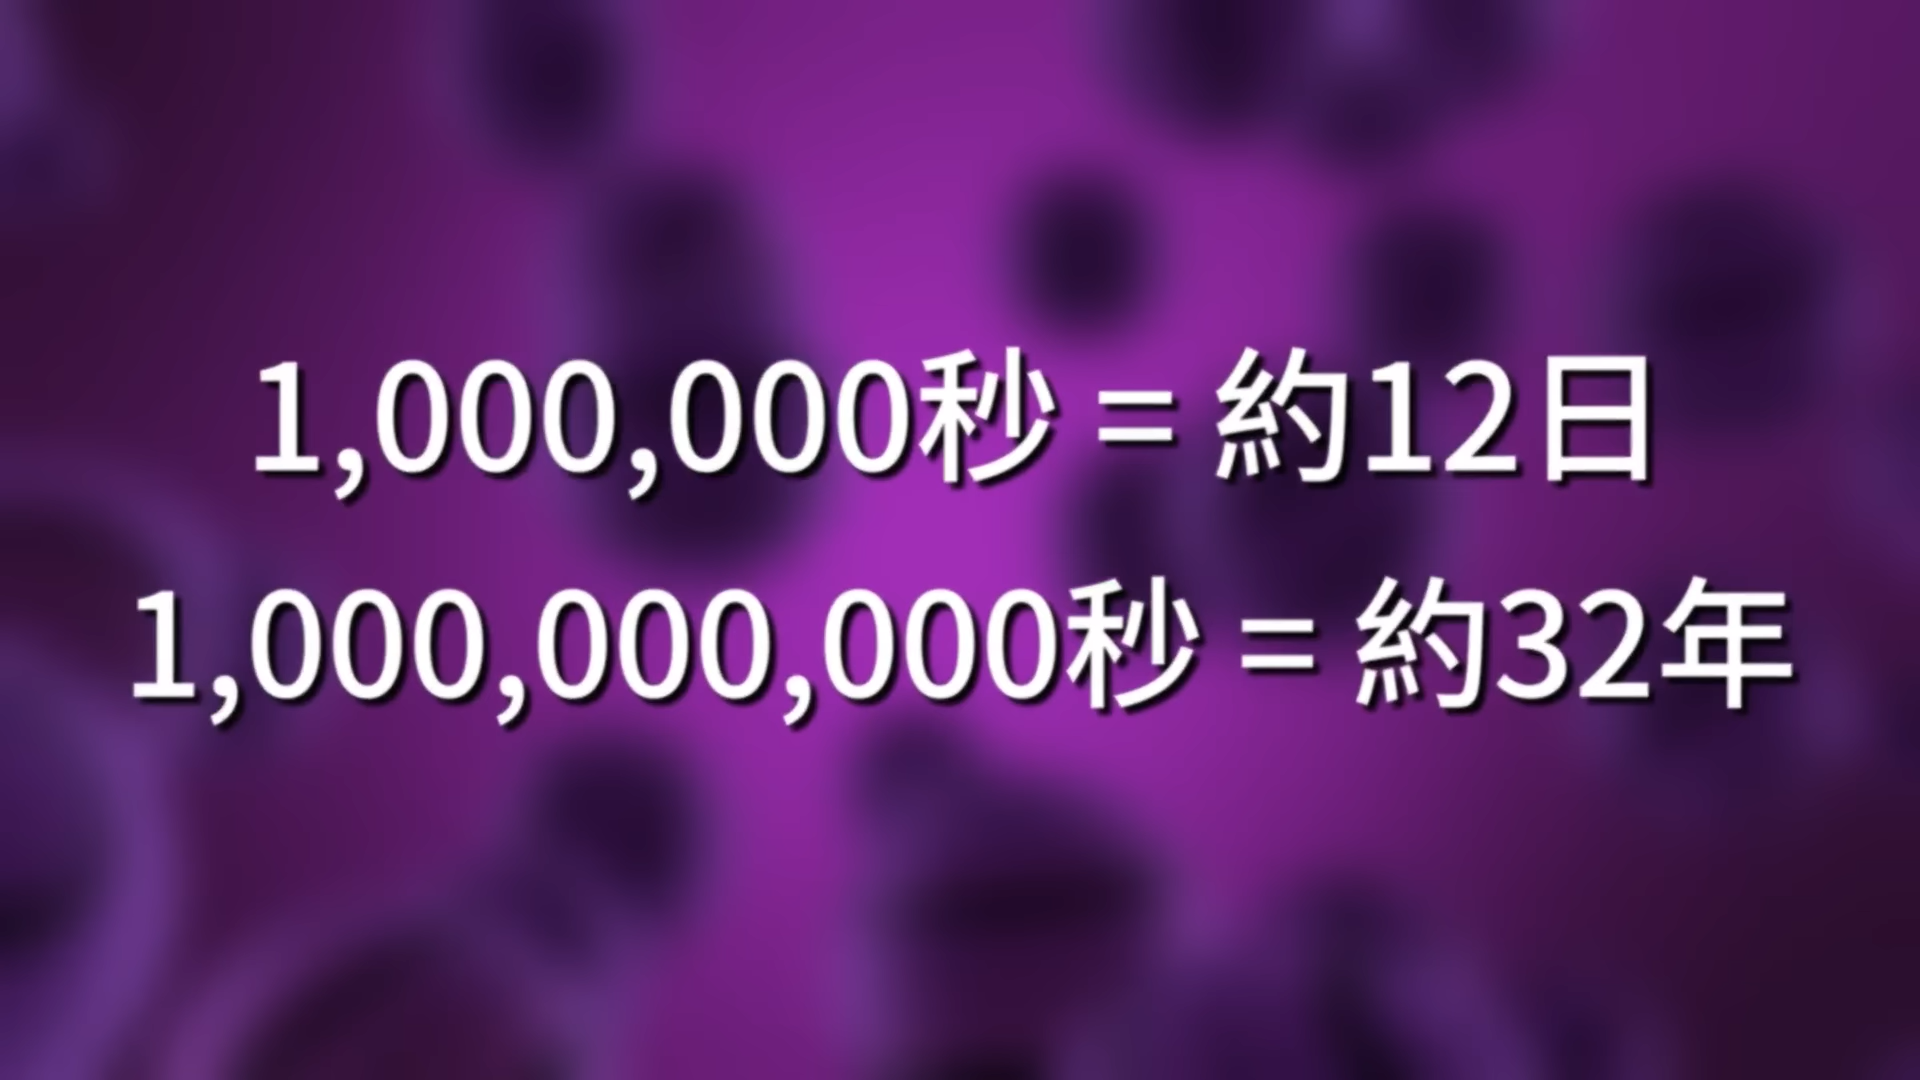 1,000,000秒 = 約12日
1,000,000,000秒 = 約32年